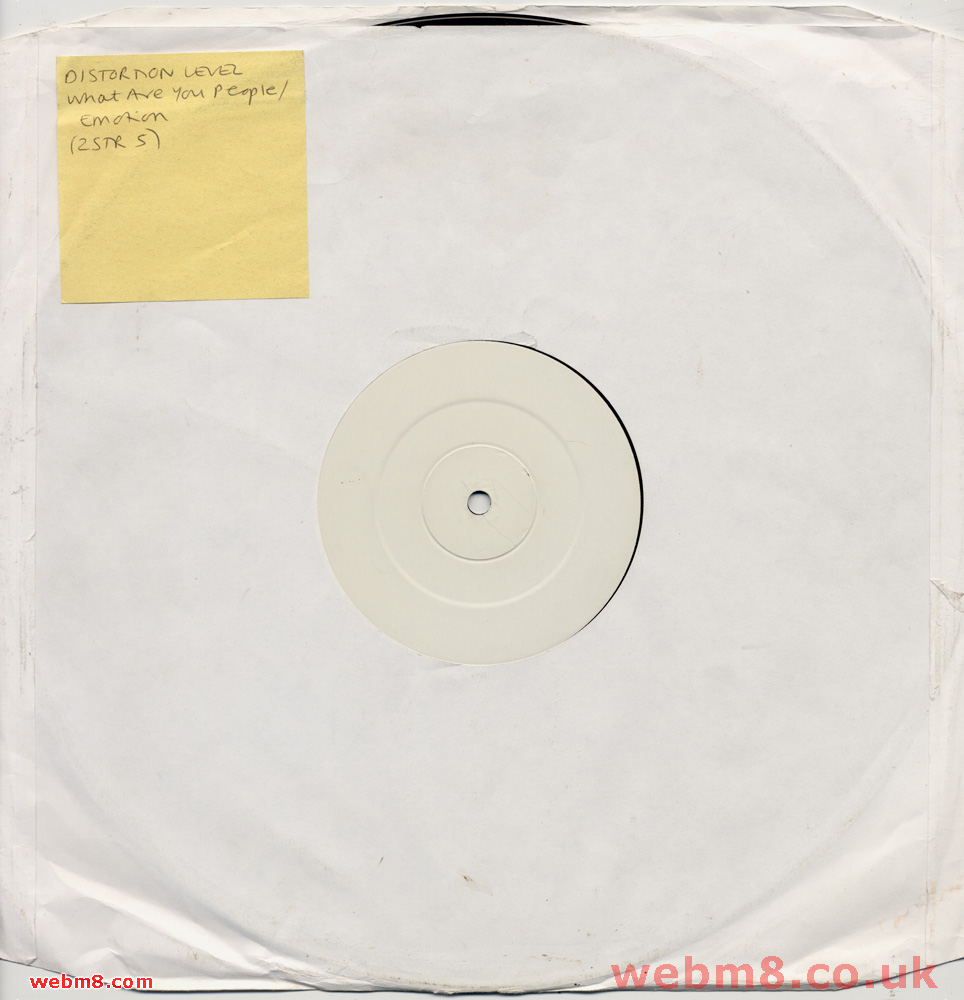 DISTORTION LEVEL
What Are You People/
Emotion
(2STR 5)
webm8.com
webm8.co.uk